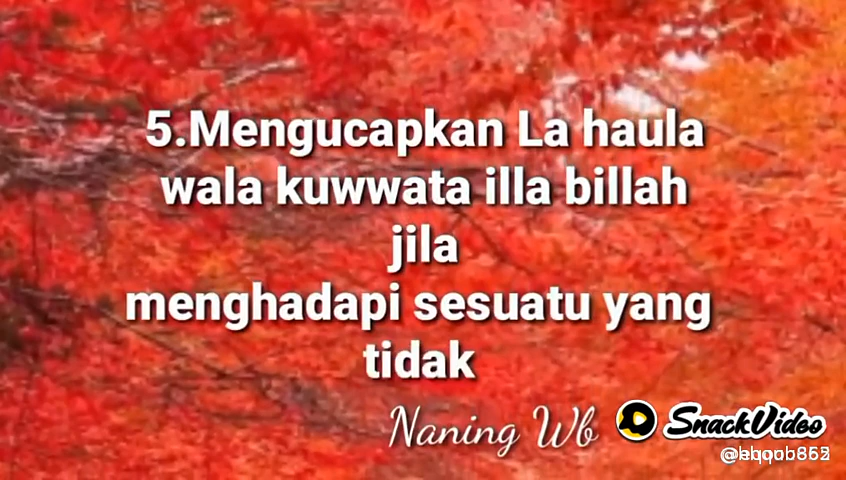 5.Mengucapkan La haula
wala kuwwata illa billah
jila
menghadapi sesuatu yang
tidak
Naning Wb
SnackVideo